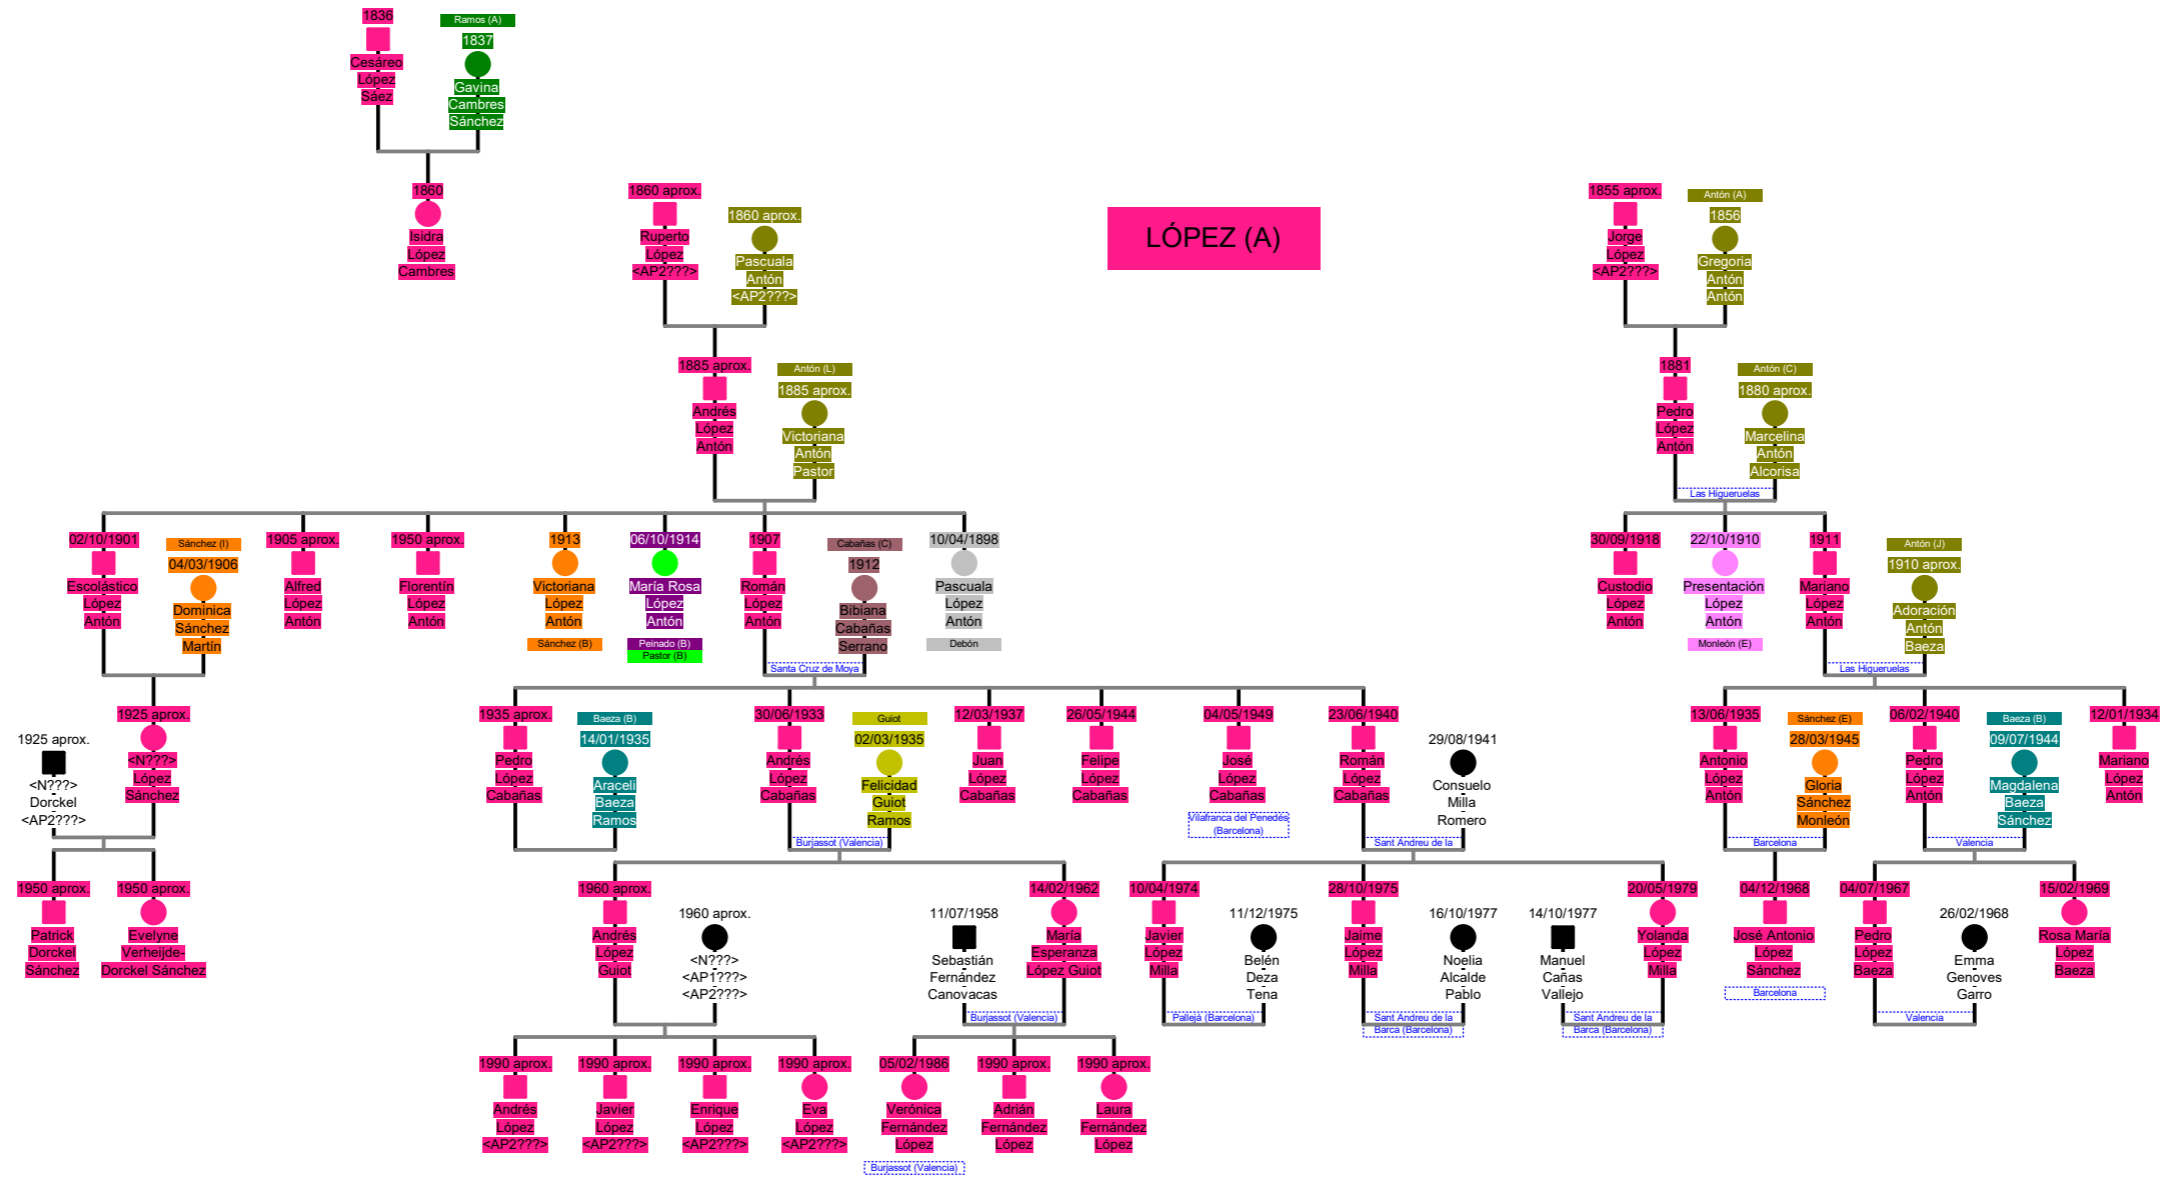 1836
Cesáreo
López
Sáez
Ramos (A)
1837
Gavina
Cambres
Sánchez
1860
Isidra
López
Cambres
1860 aprox.
Ruperto
López
<AP2???>
1860 aprox.
Pascuala
Antón
<AP2???>
LÓPEZ (A)
1855 aprox.
Jorge
López
<AP2???>
Antón (A)
1856
Gregoria
Antón
Antón
1885 aprox.
Andrés
López
Antón
Antón (L)
1885 aprox.
Victoriana
Antón
Pastor
1881
Pedro
López
Antón
Antón (C)
1880 aprox.
Marcelina
Antón
Alcorisa
Las Higueruelas
02/10/1901
Escolástico
López
Antón
Sánchez (I)
04/03/1906
Dominica
Sánchez
Martín
1905 aprox.
Alfred
López
Antón
1950 aprox.
Florentín
López
Antón
1913
Victoriana
López
Antón
Sánchez (B)
06/10/1914
María Rosa
López
Antón
Peinado (B)
Pastor (B)
1907
Román
López
Antón
Cabañas (C)
1912
Bibiana
Cabañas
Serrano
Santa Cruz de Moya
10/04/1898
Pascuala
López
Antón
Debón
30/09/1918
Custodio
López
Antón
22/10/1910
Presentación
López
Antón
Monleón (E)
1911
Mariano
López
Antón
Antón (J)
1910 aprox.
Adoración
Antón
Baeza
Las Higueruelas
1925 aprox.
<N???>
Dorckel
<AP2???>
1925 aprox.
<N???>
López
Sánchez
1935 aprox.
Pedro
López
Cabañas
Baeza (B)
14/01/1935
Araceli
Baeza
Ramos
30/06/1933
Andrés
López
Cabañas
Guiot
02/03/1935
Felicidad
Guiot
Ramos
Burjassot (Valencia)
12/03/1937
Juan
López
Cabañas
26/05/1944
Felipe
López
Cabañas
04/05/1949
José
López
Cabañas
Vilafranca del Penedés
(Barcelona)
23/06/1940
Román
López
Cabañas
29/08/1941
Consuelo
Milla
Romero
Sant Andreu de la
13/06/1935
Antonio
López
Antón
Sánchez (E)
28/03/1945
Gloria
Sánchez
Monleón
Barcelona
06/02/1940
Pedro
López
Antón
Baeza (B)
09/07/1944
Magdalena
Baeza
Sánchez
Valencia
12/01/1934
Mariano
López
Antón
1950 aprox.
Patrick
Dorckel
Sánchez
1950 aprox.
Evelyne
Verheijde-
Dorckel Sánchez
1960 aprox.
Andrés
López
Guiot
1960 aprox.
<N???>
<AP1???>
<AP2???>
11/07/1958
Sebastián
Fernández
Canovacas
14/02/1962
María
Esperanza
López Guiot
Burjassot (Valencia)
10/04/1974
Javier
López
Milla
11/12/1975
Belén
Deza
Tena
Pallejá (Barcelona)
28/10/1975
Jaime
López
Milla
16/10/1977
Noelia
Alcalde
Pablo
Sant Andreu de la
Barca (Barcelona)
14/10/1977
Manuel
Cañas
Vallejo
20/05/1979
Yolanda
López
Milla
Sant Andreu de la
Barca (Barcelona)
04/12/1968
José Antonio
López
Sánchez
Barcelona
04/07/1967
Pedro
López
Baeza
26/02/1968
Emma
Genoves
Garro
Valencia
15/02/1969
Rosa María
López
Baeza
1990 aprox.
Andrés
López
<AP2???>
1990 aprox.
Javier
López
<AP2???>
1990 aprox.
Enrique
López
<AP2???>
1990 aprox.
Eva
López
<AP2???>
05/02/1986
Verónica
Fernández
López
Burjassot (Valencia)
1990 aprox.
Adrián
Fernández
López
1990 aprox.
Laura
Fernández
López